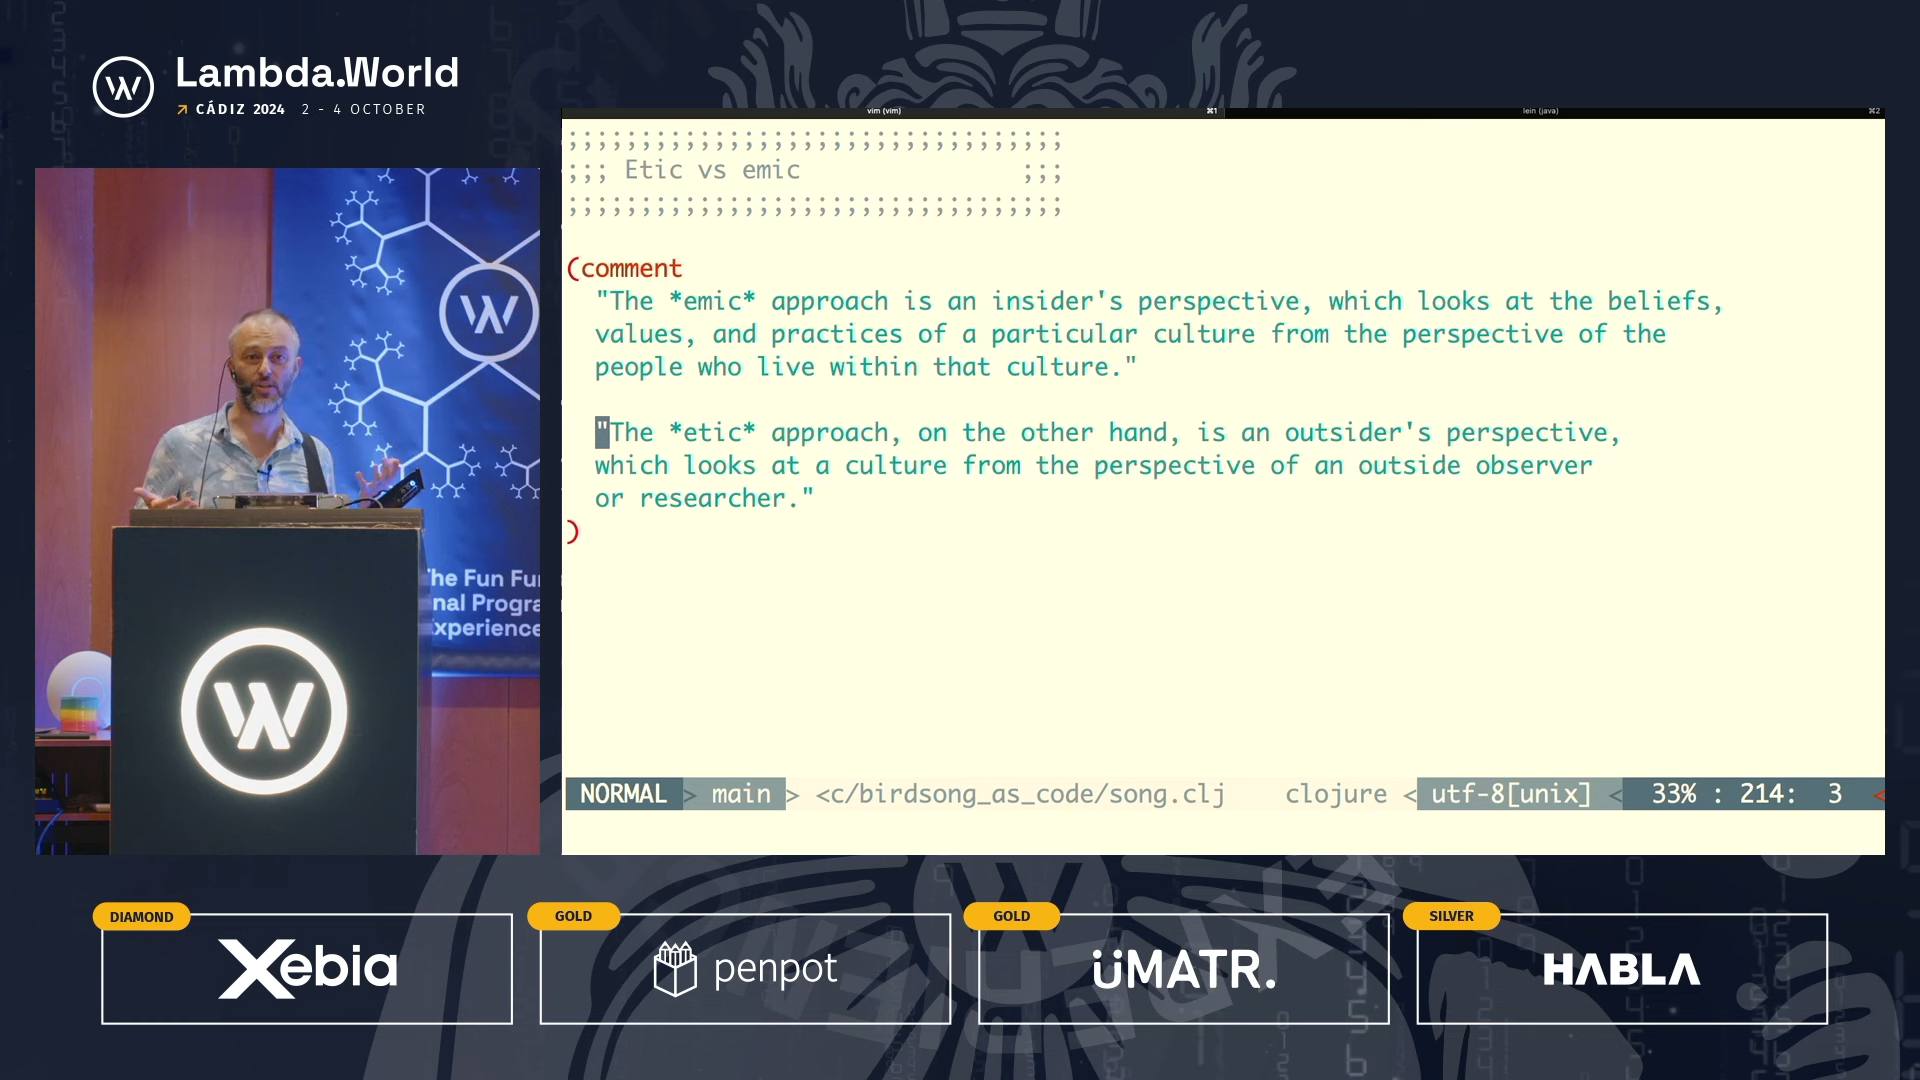 Lambda.World
CÁDIZ 2024 2 - 4 OCTOBER
vim (vim) ⌘1 lein (java) ⌘2
;;;;;;;;;;;;;;;;;;;;;;;;;;;;;;;;;;
;;; Etic vs emic ;;;
;;;;;;;;;;;;;;;;;;;;;;;;;;;;;;;;;;
(comment
"The *emic* approach is an insider's perspective, which looks at the beliefs,
values, and practices of a particular culture from the perspective of the
people who live within that culture."
"The *etic* approach, on the other hand, is an outsider's perspective,
which looks at a culture from the perspective of an outside observer
or researcher."
)
NORMAL > main > <c/birdsong_as_code/song.clj clojure < utf-8[unix] < 33% : 214: 3 <
he Fun Fu
nal Progra
xperience
DIAMOND
Xebia
GOLD
penpot
GOLD
üMATR.
SILVER
HABLA